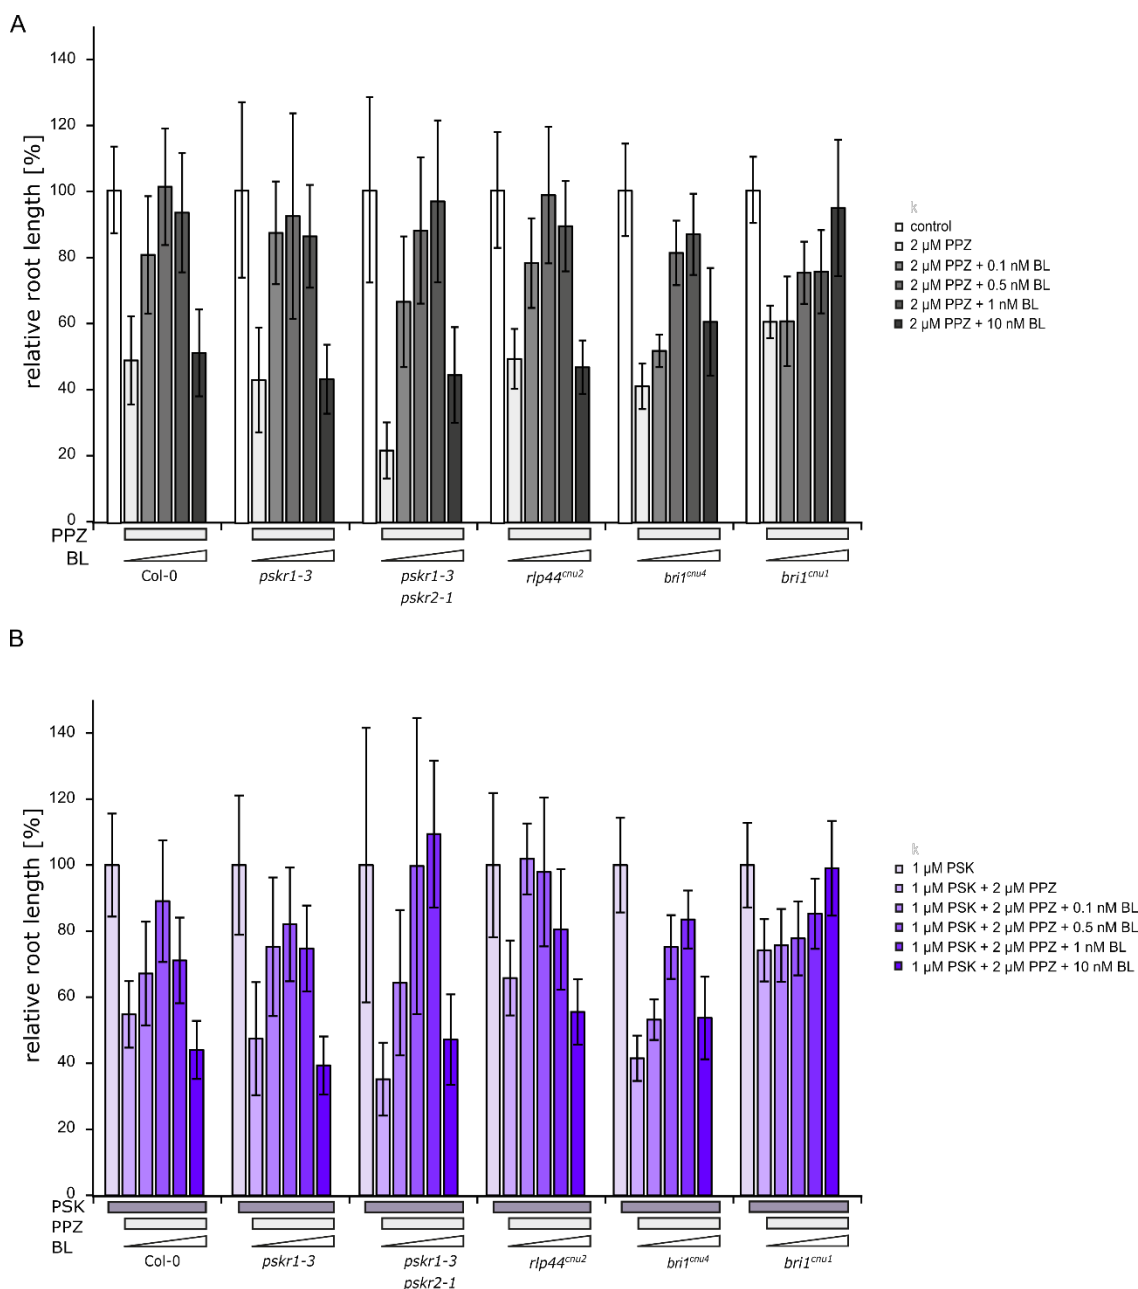 A
relative root length [%]
140
120
100
80
60
40
20
0
PPZ
BL
Col-0
pskr1-3
pskr1-3
pskr2-1
rlp44cnu2
bri1cnu4
bri1cnu1
k
control
2 µM PPZ
2 µM PPZ + 0.1 nM BL
2 µM PPZ + 0.5 nM BL
2 µM PPZ + 1 nM BL
2 µM PPZ + 10 nM BL
B
relative root length [%]
140
120
100
80
60
40
20
0
PSK
PPZ
BL
Col-0
pskr1-3
pskr1-3
pskr2-1
rlp44cnu2
bri1cnu4
bri1cnu1
k
1 µM PSK
1 µM PSK + 2 µM PPZ
1 µM PSK + 2 µM PPZ + 0.1 nM BL
1 µM PSK + 2 µM PPZ + 0.5 nM BL
1 µM PSK + 2 µM PPZ + 1 nM BL
1 µM PSK + 2 µM PPZ + 10 nM BL